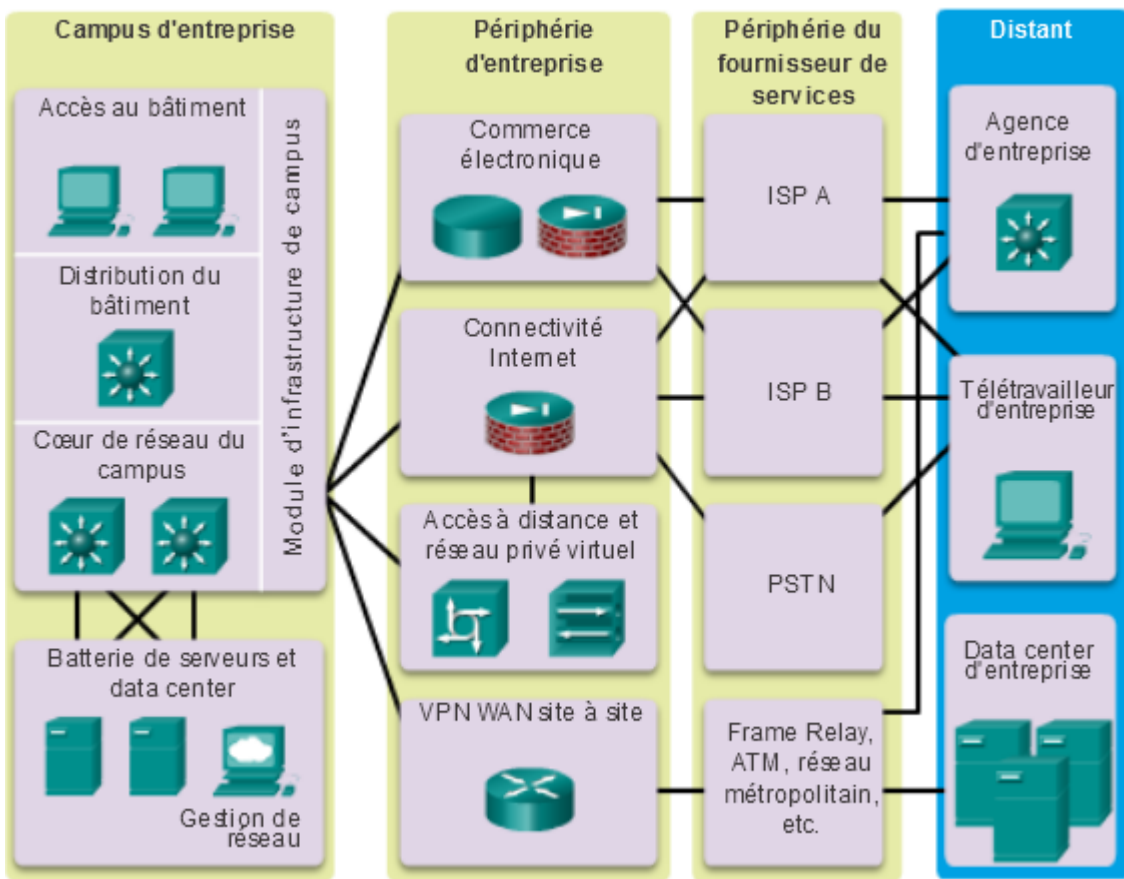 Campus d'entreprise
Accès au bâtiment
Distribution du
bâtiment
Cœur de réseau du
campus
Module d'infrastructure de campus
Batterie de serveurs et
data center
Gestion de
réseau
Périphérie
d'entreprise
Commerce
électronique
Connectivité
Internet
Accès à distance et
réseau privé virtuel
VPN WAN site à site
Périphérie du
fournisseur de
services
ISP A
ISP B
PSTN
Frame Relay,
ATM, réseau
métropolitain,
etc.
Distant
Agence
d'entreprise
Télétravailleur
d'entreprise
Data center
d'entreprise